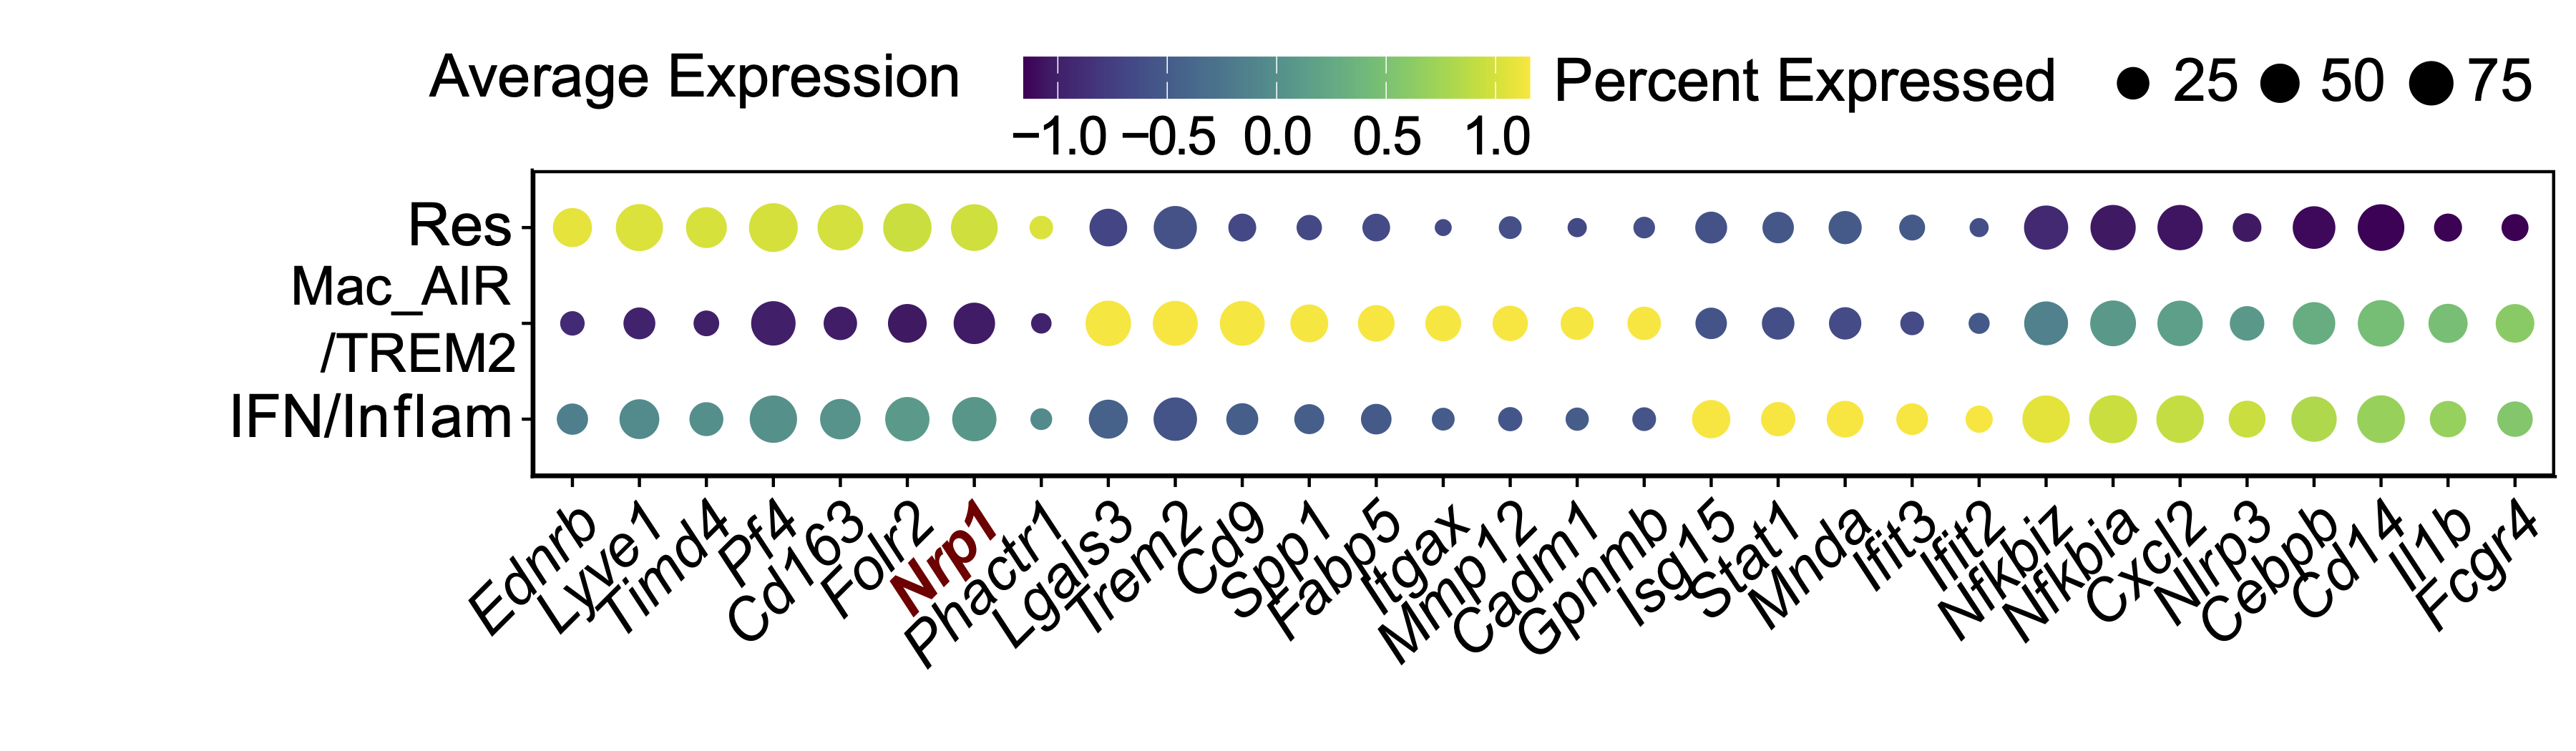 Average Expression
−1.0 −0.5 0.0 0.5 1.0
Percent Expressed 25 50 75
Res
Mac_AIR
/TREM2
IFN/Inflam
Ednrb
Lyve1
Timd4
Pf4
Cd163
Folr2
Nrp1
Phactr1
Lgals3
Trem2
Cd9
Spp1
Fabp5
Itgax
Mmp12
Cadm1
Gpnmb
Isg15
Stat1
Mnda
Ifit3
Ifit2
Nfkbiz
Nfkbia
Cxcl2
Nlrp3
Cebpb
Cd14
Il1b
Fcgr4